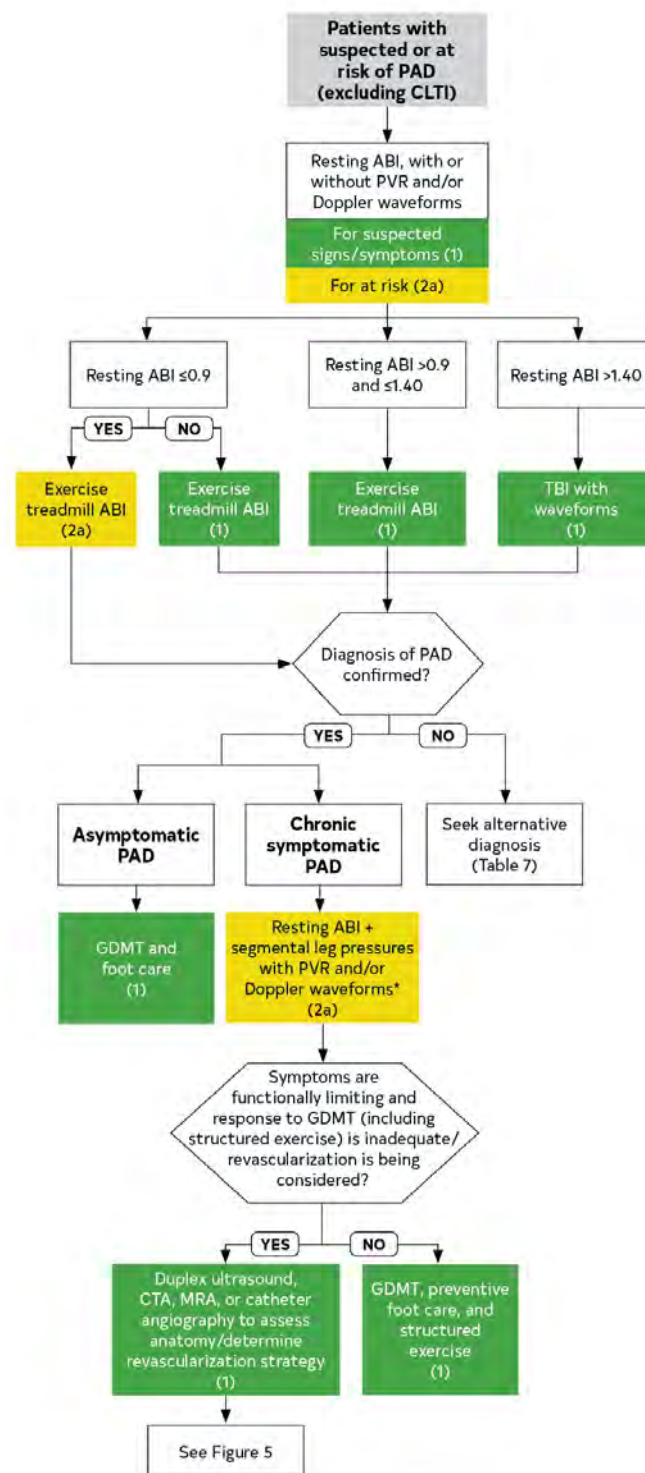 Patients with
suspected or at
risk of PAD
(excluding CLTI)
Resting ABI, with or
without PVR and/or
Doppler waveforms
For suspected
signs/symptoms (1)
For at risk (2a)
Resting ABI ≤0.9
Resting ABI >0.9
and ≤1.40
Resting ABI >1.40
YES
NO
Exercise
treadmill ABI
(2a)
Exercise
treadmill ABI
(1)
Exercise
treadmill ABI
(1)
TBI with
waveforms
(1)
Diagnosis of PAD
confirmed?
YES
NO
Asymptomatic
PAD
Chronic
symptomatic
PAD
Seek alternative
diagnosis
(Table 7)
GDMT and
foot care
(1)
Resting ABI +
segmental leg pressures
with PVR and/or
Doppler waveforms*
(2a)
Symptoms are
functionally limiting and
response to GDMT (including
structured exercise) is inadequate/
revascularization is being
considered?
YES
NO
Duplex ultrasound,
CTA, MRA, or catheter
angiography to assess
anatomy/determine
revascularization strategy
(1)
GDMT, preventive
foot care, and
structured
exercise
(1)
See Figure 5